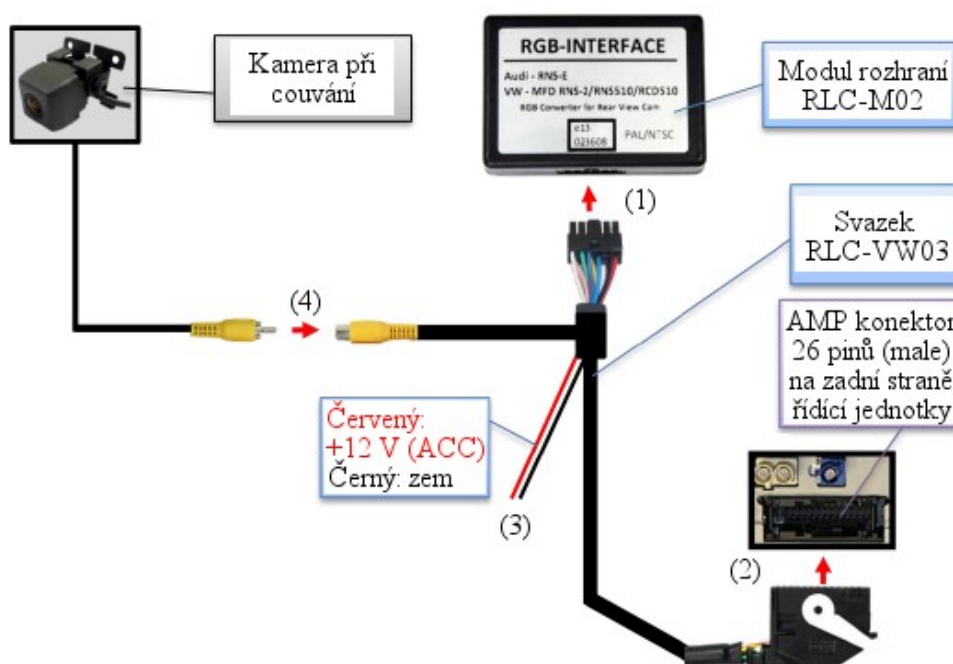 Kamera při
couvání
RGB-INTERFACE
Audi - RNS-E
VW - MFD RNS-2/RNS510/RCD510
RGB Converter for Rear View Cam
e13
023608
PAL/NTSC
Modul rozhraní
RLC-M02
(1)
Svazek
RLC-VW03
(4)
AMP konektor
26 pinů (male)
na zadní straně
řídící jednotky
Červený:
+12 V (ACC)
Černý: zem
(3)
(2)